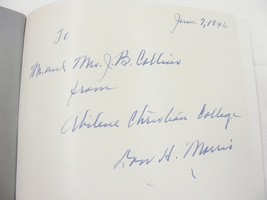 June 7, 1942
To
Mr. and Mrs. J. B. Collins
from
Abilene Christian College
Don H. Morris